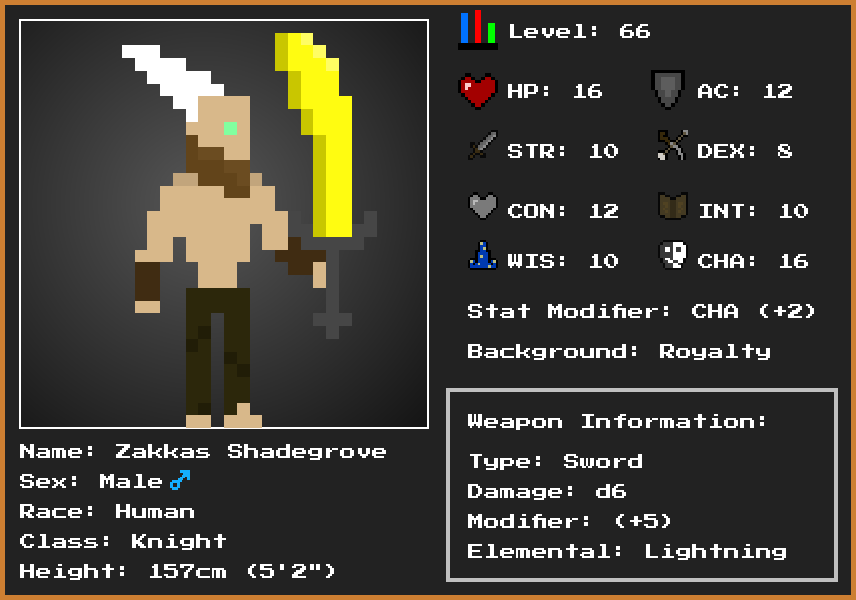 Level: 66
HP: 16
AC: 12
STR: 10
DEX: 8
CON: 12
INT: 10
WIS: 10
CHA: 16
Stat Modifier: CHA (+2)
Background: Royalty
Weapon Information:
Type: Sword
Damage: d6
Modifier: (+5)
Elemental: Lightning
Name: Zakkas Shadegrove
Sex: Male ♂
Race: Human
Class: Knight
Height: 157cm (5'2")